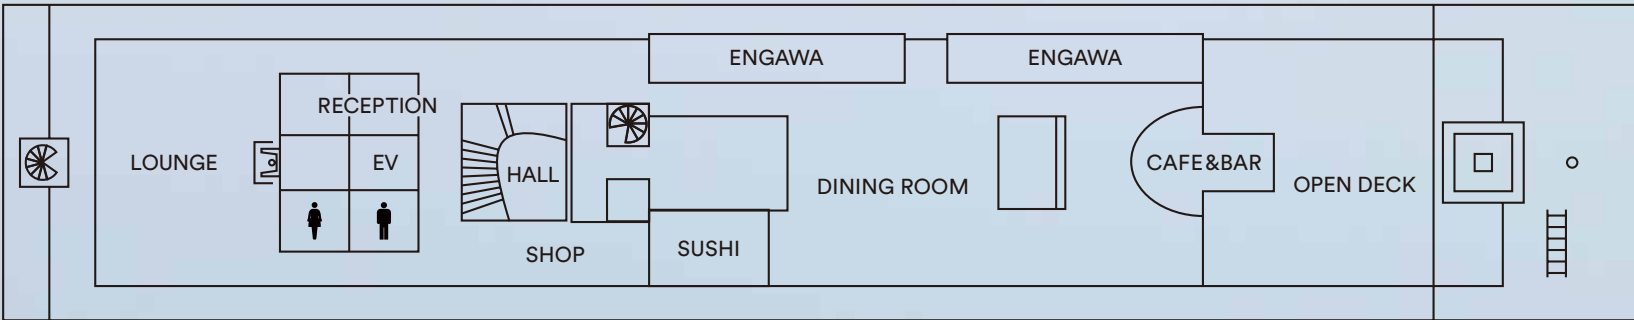 ENGAWA
ENGAWA
RECEPTION
LOUNGE
EV
HALL
CAFE&BAR
DINING ROOM
OPEN DECK
SHOP
SUSHI